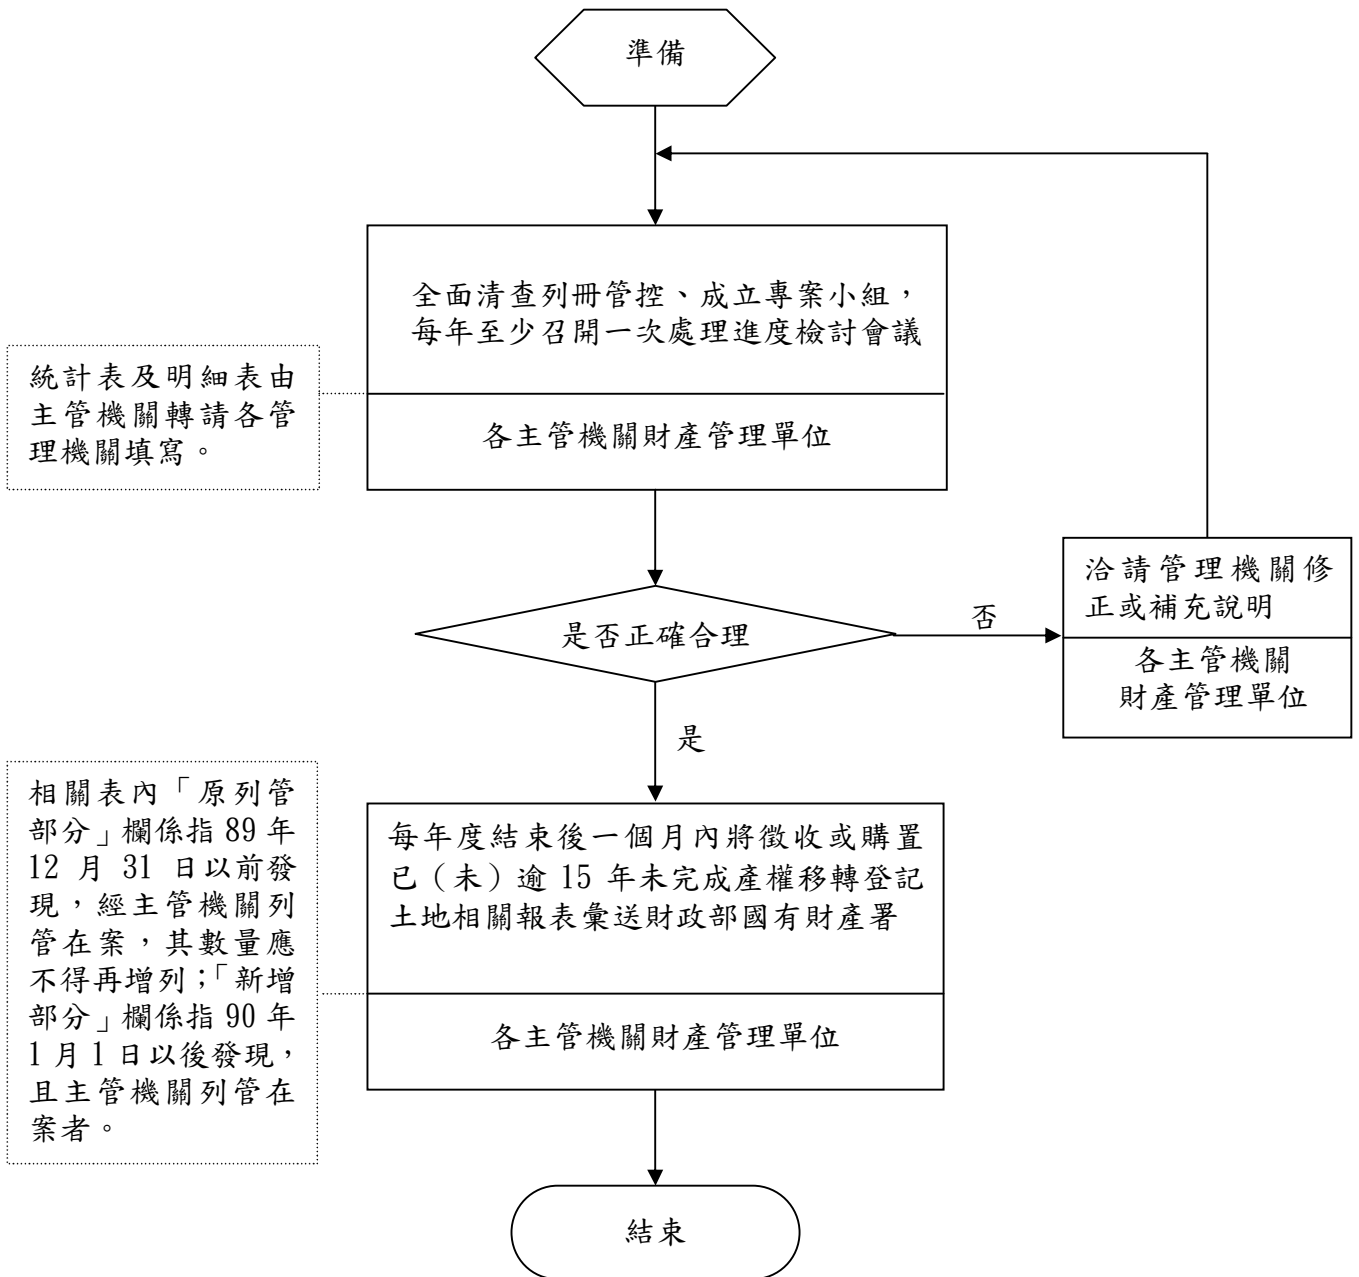 準備
全面清查列冊管控、成立專案小組，
每年至少召開一次處理進度檢討會議
各主管機關財產管理單位
統計表及明細表由
主管機關轉請各管
理機關填寫。
是否正確合理
否
洽請管理機關修
正或補充說明
各主管機關
財產管理單位
是
每年度結束後一個月內將徵收或購置
已（未）逾 15 年未完成產權移轉登記
土地相關報表彙送財政部國有財產署
各主管機關財產管理單位
相關表內「原列管
部分」欄係指 89 年
12 月 31 日以前發
現，經主管機關列
管在案，其數量應
不得再增列；「新增
部分」欄係指 90 年
1 月 1 日以後發現，
且主管機關列管在
案者。
結束